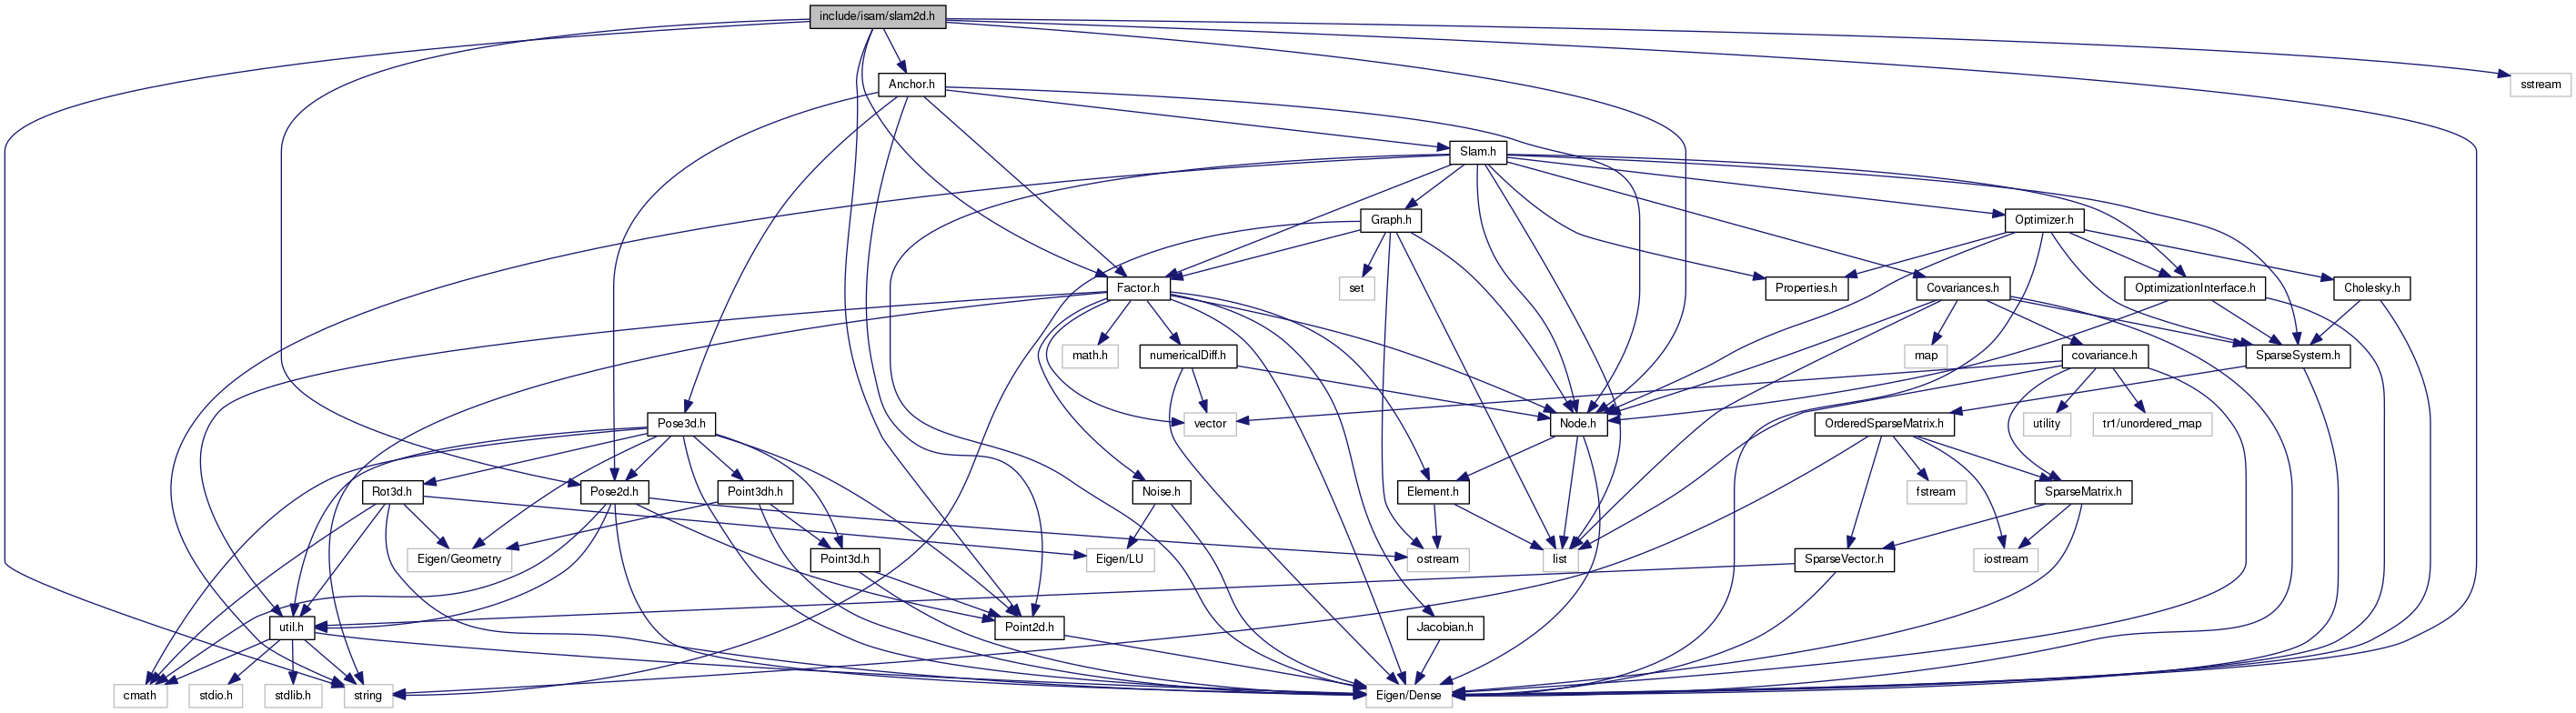 include/isam/slam2d.h
Anchor.h
sstream
Slam.h
Graph.h
Optimizer.h
set
Factor.h
Properties.h
Covariances.h
OptimizationInterface.h
Cholesky.h
math.h
numericalDiff.h
map
covariance.h
SparseSystem.h
Pose3d.h
vector
Node.h
OrderedSparseMatrix.h
utility
tr1/unordered_map
Rot3d.h
Pose2d.h
Point3dh.h
Noise.h
Element.h
fstream
SparseMatrix.h
Eigen/Geometry
Point3d.h
Eigen/LU
ostream
list
SparseVector.h
iostream
util.h
Point2d.h
Jacobian.h
cmath
stdio.h
stdlib.h
string
Eigen/Dense